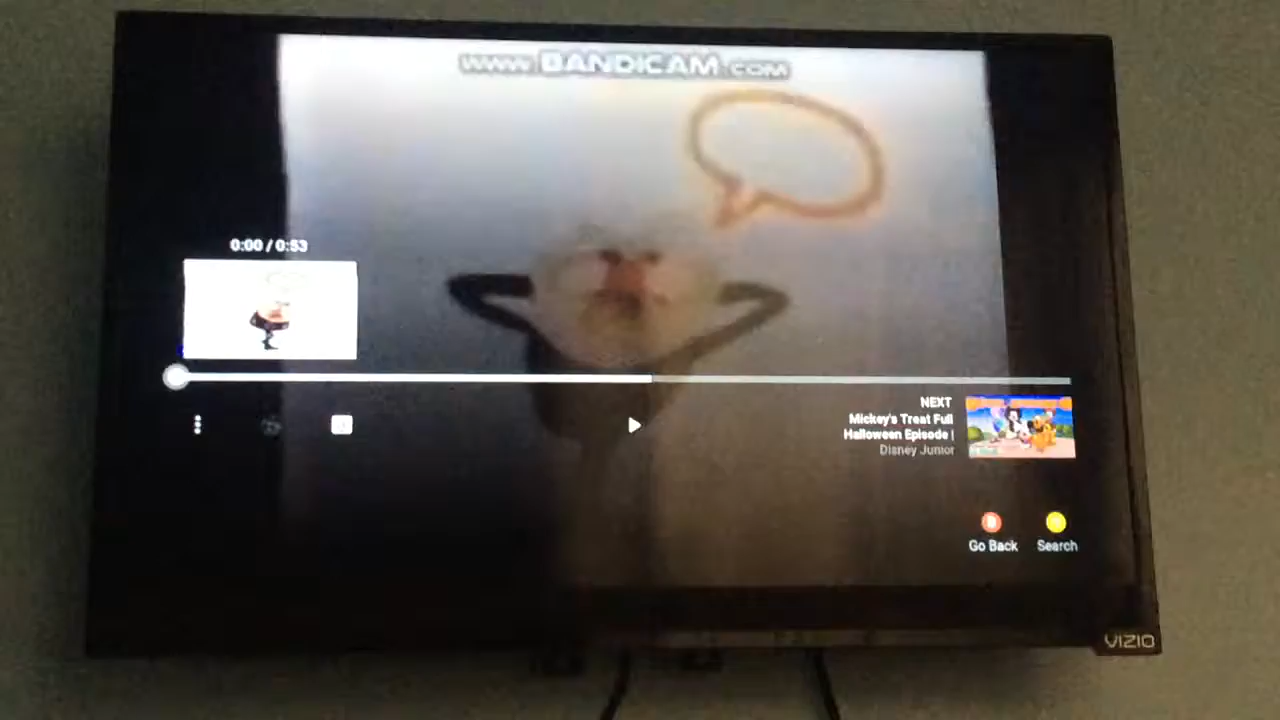 www.BANDICAM.COM
0:00 / 0:53
NEXT
Mickey's Treat Full
Halloween Episode |
Disney Junior
Go Back
Search
VIZIO